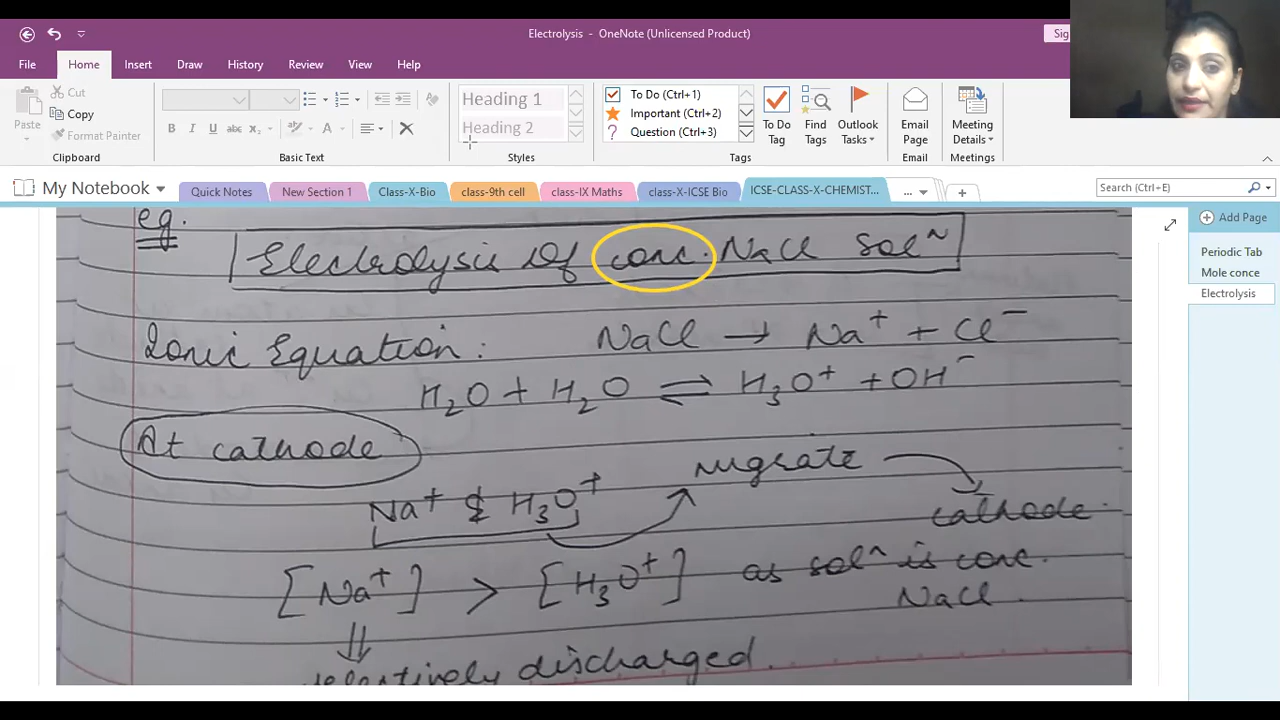 Electrolysis - OneNote (Unlicensed Product)
Sig
File Home Insert Draw History Review View Help
Paste
Cut
Copy
Format Painter
Clipboard
B I U abc x₂ A
Basic Text
Heading 1
Heading 2
Styles
To Do (Ctrl+1)
Important (Ctrl+2)
Question (Ctrl+3)
To Do Tag
Find Tags
Outlook Tasks
Tags
Email Page
Email
Meeting Details
Meetings
My Notebook
Quick Notes
New Section 1
class-X-Bio
class-9th cell
class-IX Maths
class-X-ICSE Bio
ICSE-CLASS-X-CHEMIST...
...
Search (Ctrl+E)
Add Page
Periodic Tab
Mole conce
Electrolysis
eg.
Electrolysis Of conc. NaCl solⁿ
Ionic Equation: NaCl → Na⁺ + Cl⁻
H₂O + H₂O ⇌ H₃O⁺ + OH⁻
At cathode
Na⁺ & H₃O⁺ migrate → cathode.
[Na⁺] > [H₃O⁺] as solⁿ is conc. NaCl.
⇓
selectively discharged.